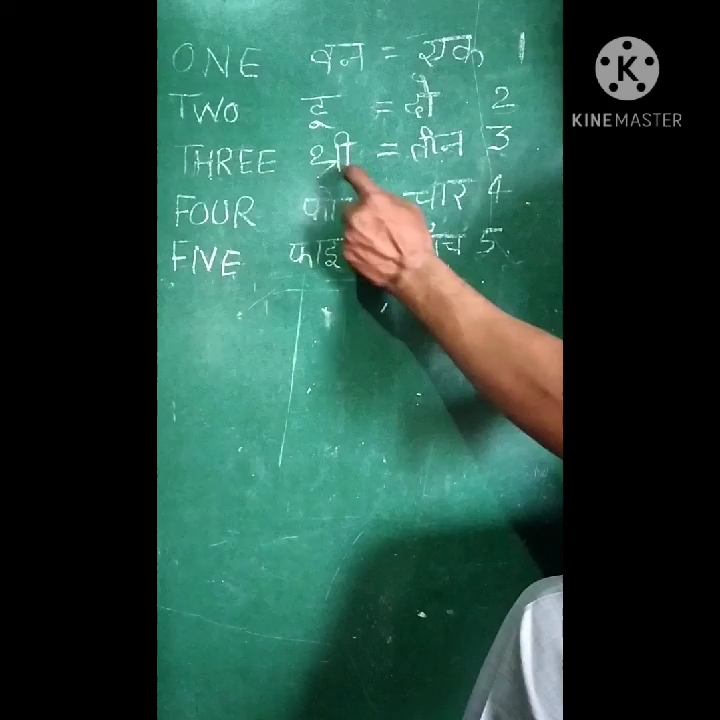 ONE वन = एक 1
TWO टू = दो 2
THREE थ्री = तीन 3
FOUR चार 4
FIVE फाइ 5
K
KINEMASTER